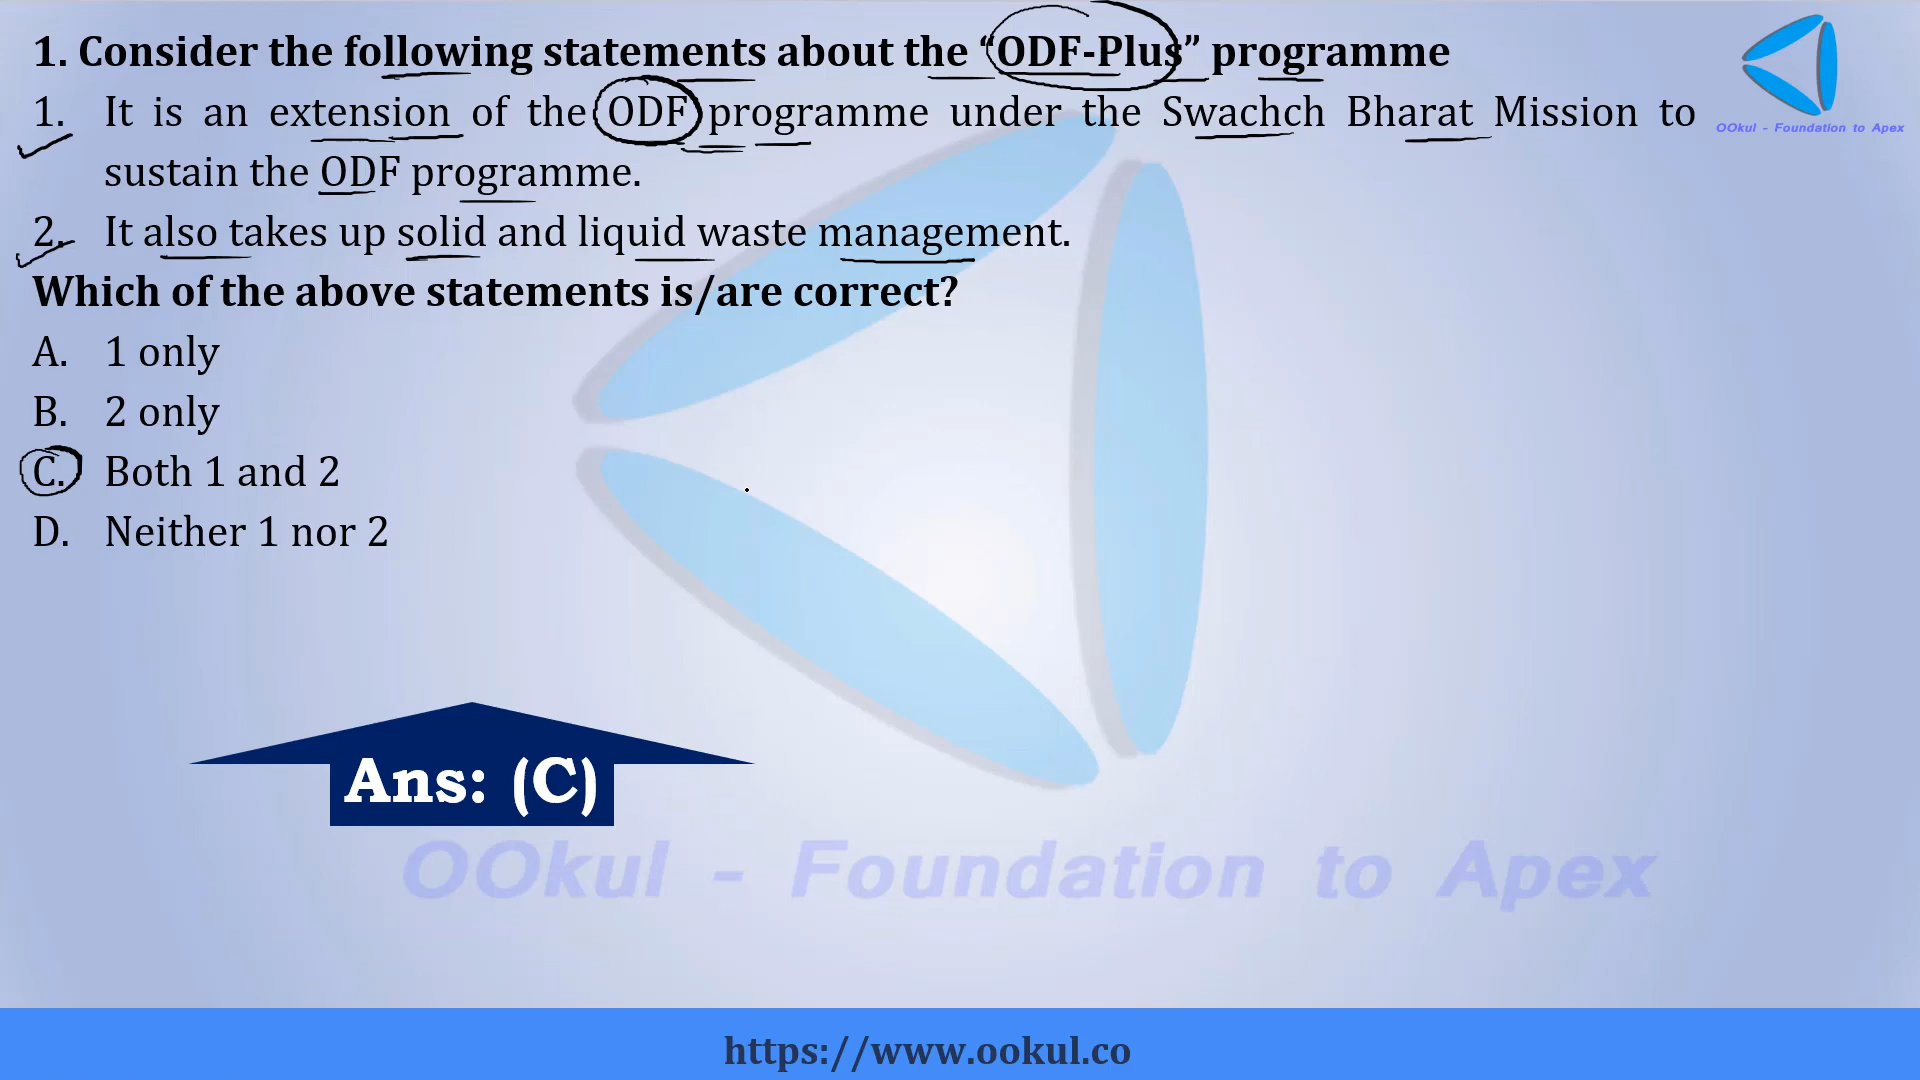 1. Consider the following statements about the “ODF-Plus” programme
OOkul - Foundation to Apex
1. It is an extension of the ODF programme under the Swachch Bharat Mission to
sustain the ODF programme.
2. It also takes up solid and liquid waste management.
Which of the above statements is/are correct?
A. 1 only
B. 2 only
C. Both 1 and 2
D. Neither 1 nor 2
Ans: (C)
OOkul - Foundation to Apex
https://www.ookul.co